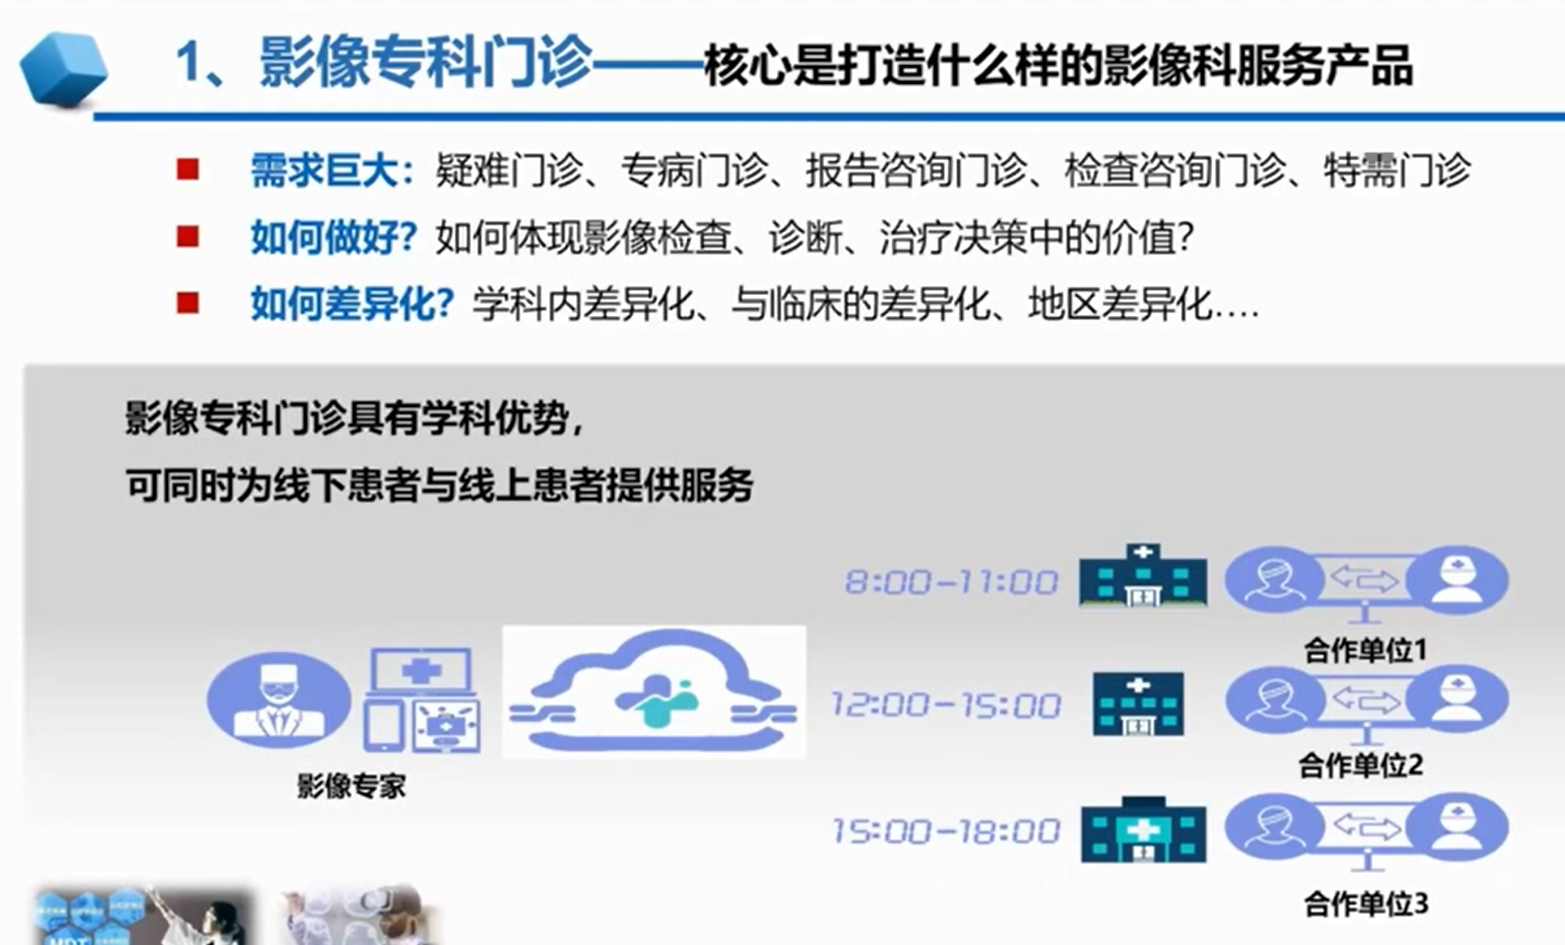 1、影像专科门诊——核心是打造什么样的影像科服务产品
需求巨大：疑难门诊、专病门诊、报告咨询门诊、检查咨询门诊、特需门诊
如何做好？如何体现影像检查、诊断、治疗决策中的价值？
如何差异化？学科内差异化、与临床的差异化、地区差异化....
影像专科门诊具有学科优势，
可同时为线下患者与线上患者提供服务
8:00-11:00
合作单位1
12:00-15:00
合作单位2
影像专家
15:00-18:00
合作单位3
MDT